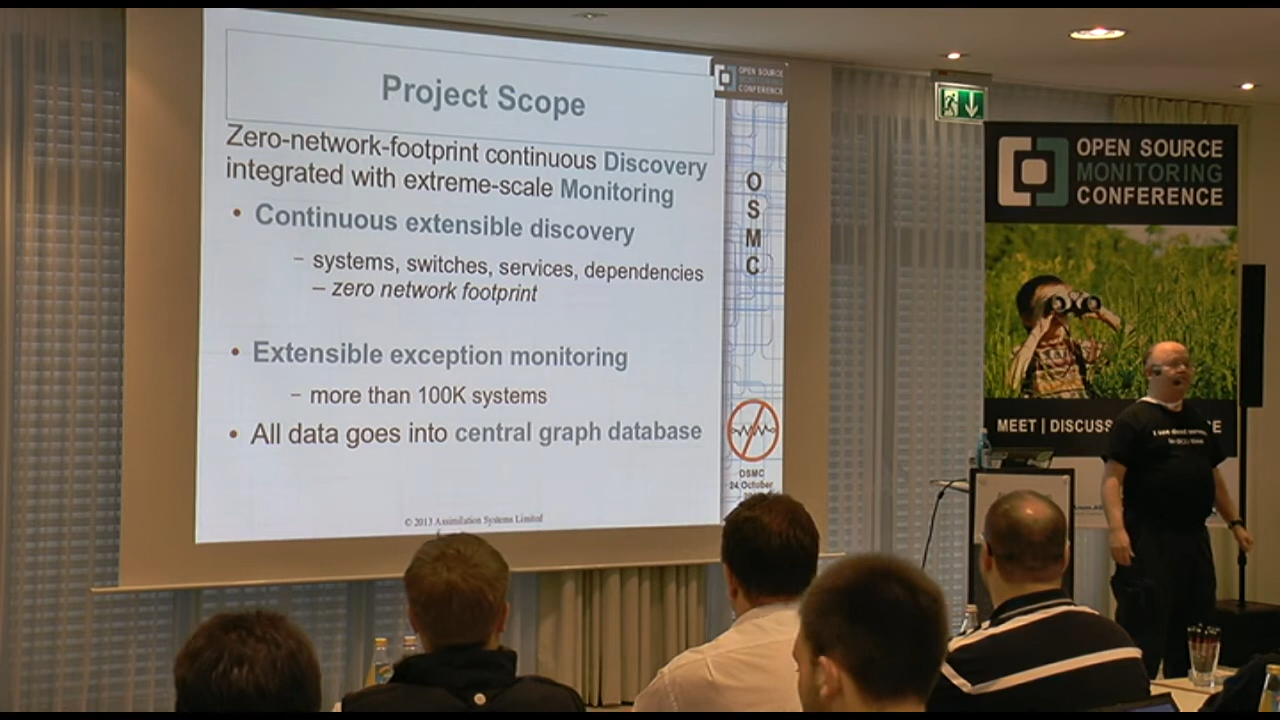 Project Scope
Zero-network-footprint continuous Discovery
integrated with extreme-scale Monitoring
• Continuous extensible discovery
– systems, switches, services, dependencies
– zero network footprint
• Extensible exception monitoring
– more than 100K systems
• All data goes into central graph database
© 2013 Assimilation Systems Limited
OPEN SOURCE
MONITORING
CONFERENCE
O
S
M
C
OSMC
24 October
OPEN SOURCE
MONITORING
CONFERENCE
MEET | DISCUSS